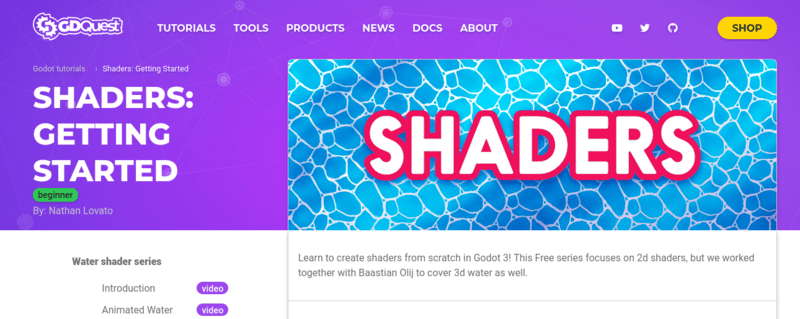 GDQuest TUTORIALS TOOLS PRODUCTS NEWS DOCS ABOUT SHOP
Godot tutorials › Shaders: Getting Started
SHADERS:
GETTING
STARTED
beginner
By: Nathan Lovato
SHADERS
Learn to create shaders from scratch in Godot 3! This Free series focuses on 2d shaders, but we worked
together with Baastian Olij to cover 3d water as well.
Water shader series
Introduction video
Animated Water video